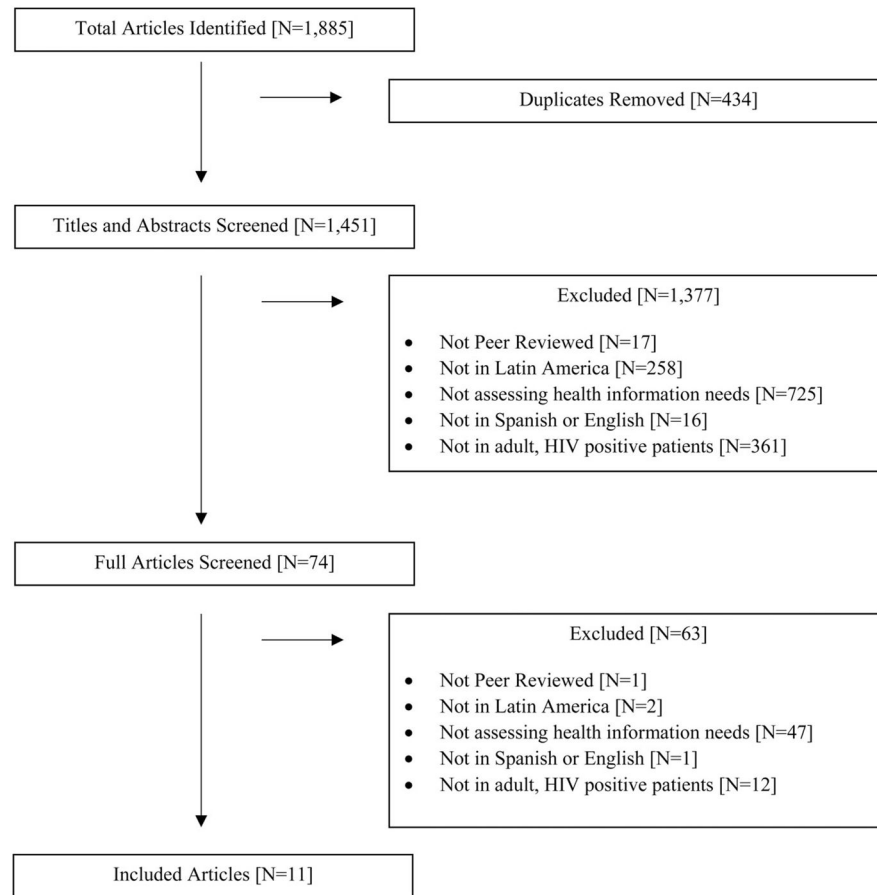 Total Articles Identified [N=1,885]
Duplicates Removed [N=434]
Titles and Abstracts Screened [N=1,451]
Excluded [N=1,377]
• Not Peer Reviewed [N=17]
• Not in Latin America [N=258]
• Not assessing health information needs [N=725]
• Not in Spanish or English [N=16]
• Not in adult, HIV positive patients [N=361]
Full Articles Screened [N=74]
Excluded [N=63]
• Not Peer Reviewed [N=1]
• Not in Latin America [N=2]
• Not assessing health information needs [N=47]
• Not in Spanish or English [N=1]
• Not in adult, HIV positive patients [N=12]
Included Articles [N=11]